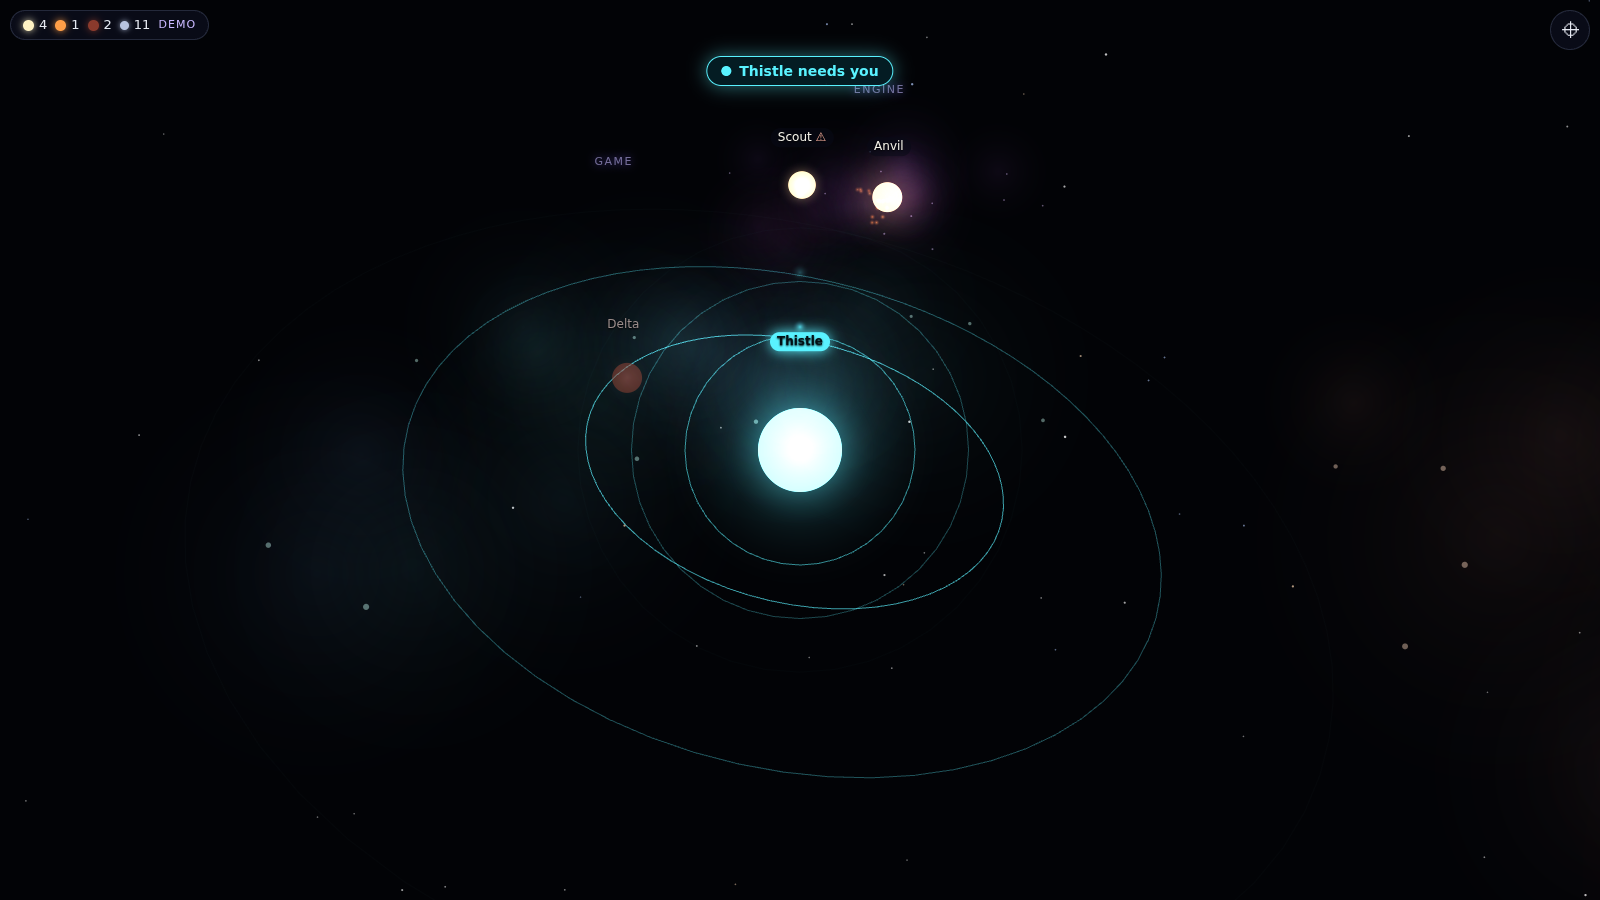 4 1 2 11 DEMO
Thistle needs you
ENGINE
Scout ⚠
Anvil
GAME
Delta
Thistle